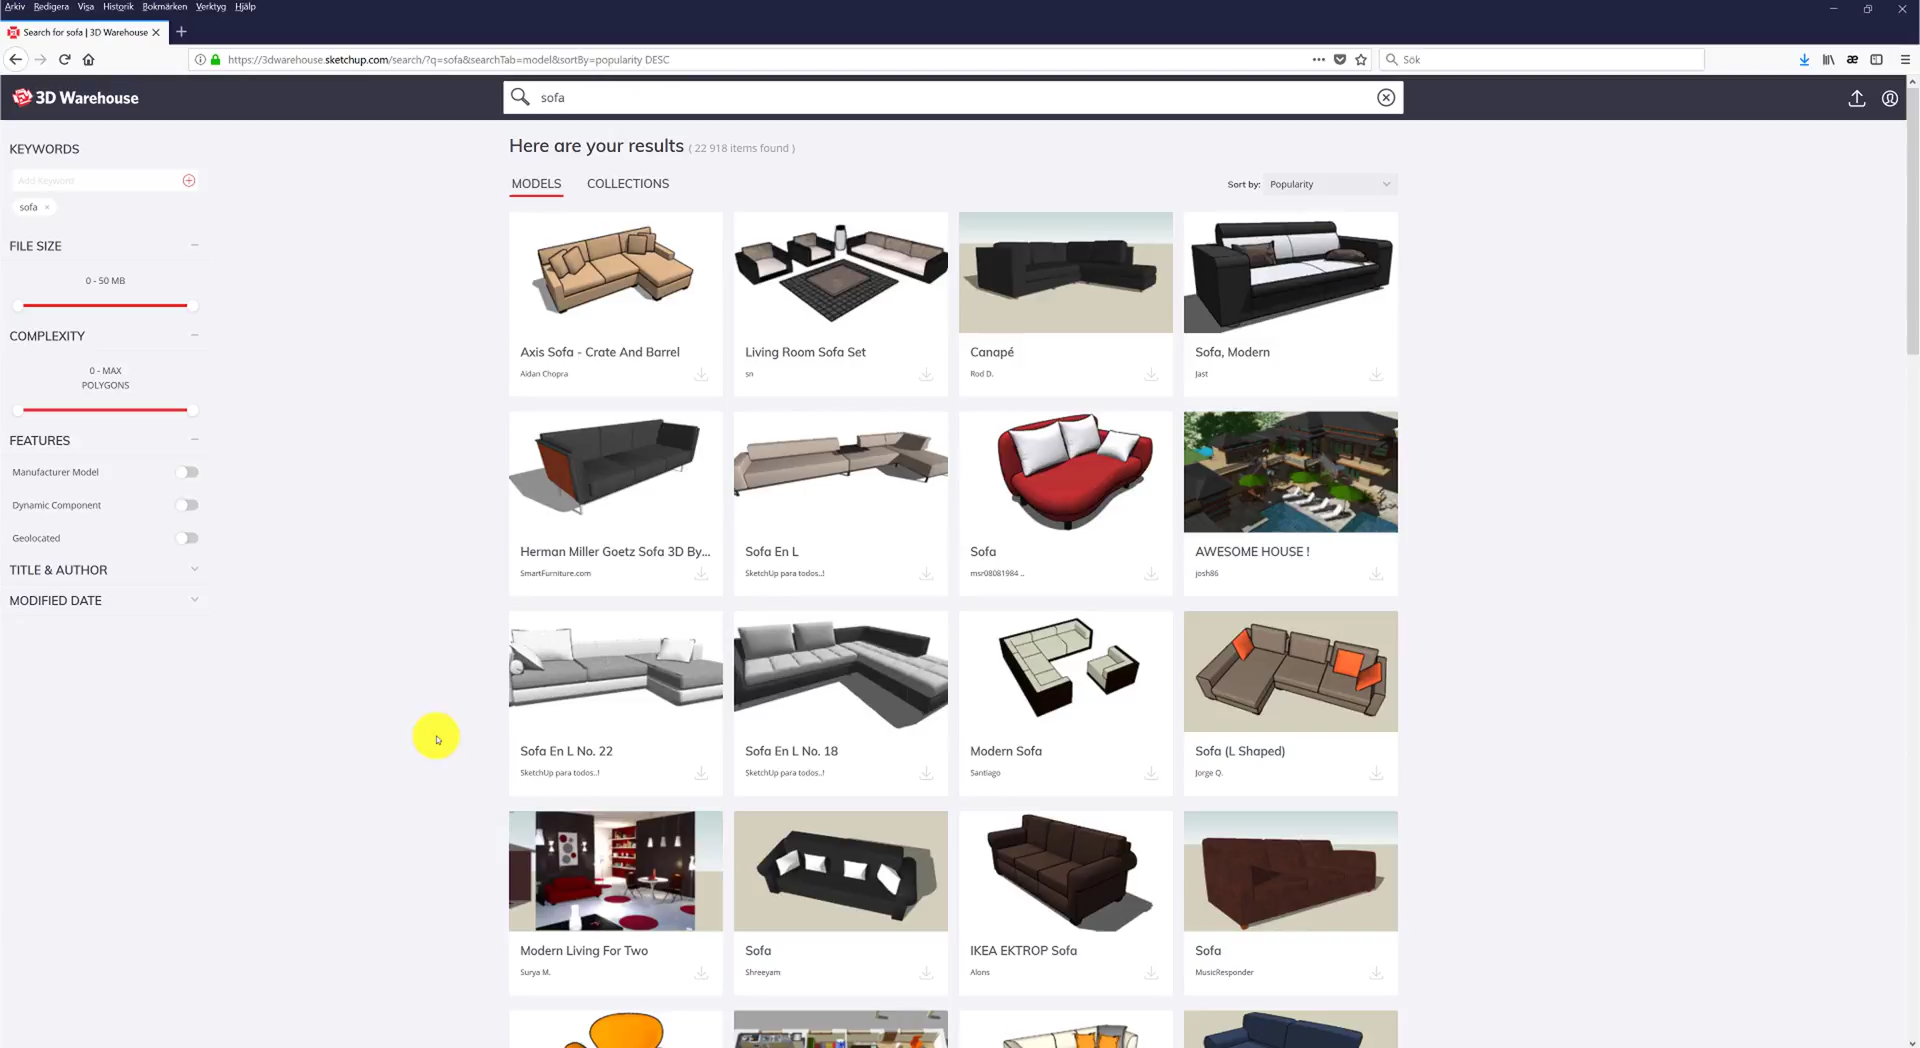 Arkiv Redigera Visa Historik Bokmärken Verktyg Hjälp
Search for sofa | 3D Warehouse
https://3dwarehouse.sketchup.com/search/?q=sofa&searchTab=model&sortBy=popularity DESC
Sök
3D Warehouse
sofa
KEYWORDS
Add Keyword
sofa ×
FILE SIZE
0 - 50 MB
COMPLEXITY
0 - MAX
POLYGONS
FEATURES
Manufacturer Model
Dynamic Component
Geolocated
TITLE & AUTHOR
MODIFIED DATE
Here are your results ( 22 918 items found )
MODELS COLLECTIONS
Sort by: Popularity
Axis Sofa - Crate And Barrel
Aidan Chopra
Living Room Sofa Set
sn
Canapé
Rod D.
Sofa, Modern
Jast
Herman Miller Goetz Sofa 3D By...
SmartFurniture.com
Sofa En L
SketchUp para todos..!
Sofa
msr08081984 ..
AWESOME HOUSE !
josh86
Sofa En L No. 22
SketchUp para todos..!
Sofa En L No. 18
SketchUp para todos..!
Modern Sofa
Santiago
Sofa (L Shaped)
Jorge Q.
Modern Living For Two
Surya M.
Sofa
Shreeyam
IKEA EKTROP Sofa
Alons
Sofa
MusicResponder